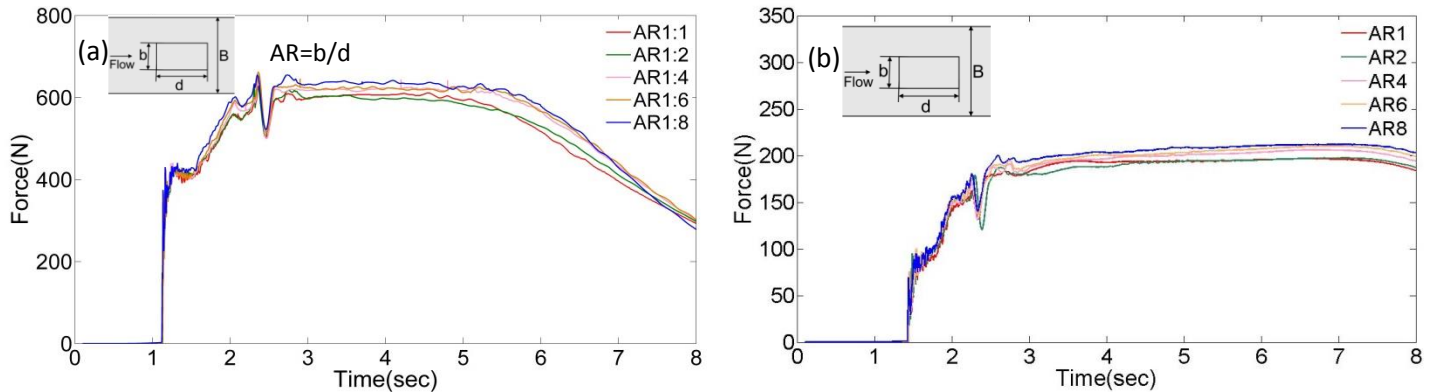 (a)
AR=b/d
b
B
Flow
d
AR1:1
AR1:2
AR1:4
AR1:6
AR1:8
800
600
400
200
0
Force(N)
0 1 2 3 4 5 6 7 8
Time(sec)
(b)
b
B
Flow
d
AR1
AR2
AR4
AR6
AR8
350
300
250
200
150
100
50
0
Force(N)
0 1 2 3 4 5 6 7 8
Time(sec)